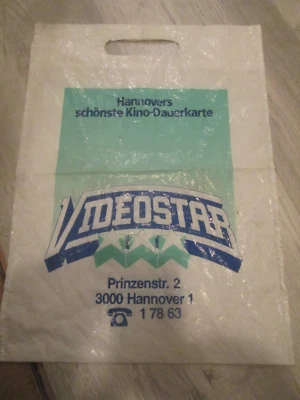 Hannovers
schönste Kino-Dauerkarte
VIDEOSTAR
Prinzenstr. 2
3000 Hannover 1
☎ 1 78 63